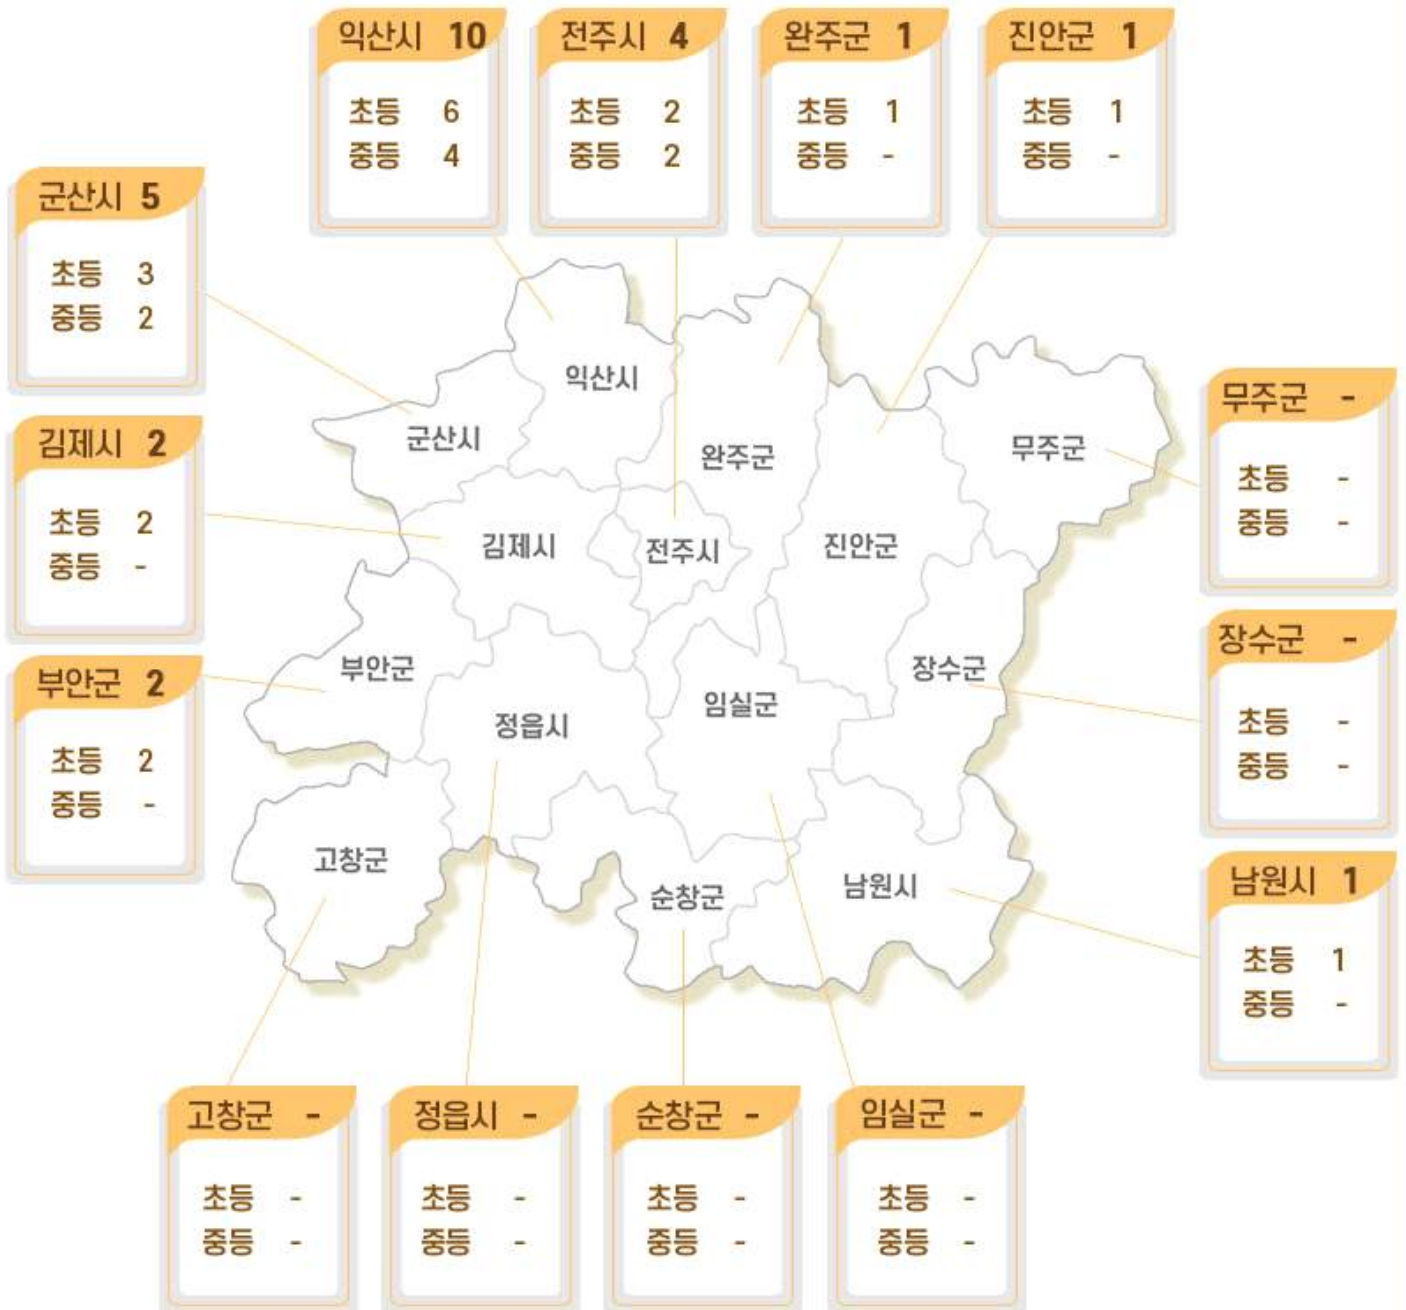 익산시 10
초등 6
중등 4
전주시 4
초등 2
중등 2
완주군 1
초등 1
중등 -
진안군 1
초등 1
중등 -
군산시 5
초등 3
중등 2
김제시 2
초등 2
중등 -
부안군 2
초등 2
중등 -
무주군 -
초등 -
중등 -
장수군 -
초등 -
중등 -
남원시 1
초등 1
중등 -
익산시
군산시
완주군
무주군
김제시
전주시
진안군
부안군
정읍시
임실군
장수군
고창군
순창군
남원시
고창군 -
초등 -
중등 -
정읍시 -
초등 -
중등 -
순창군 -
초등 -
중등 -
임실군 -
초등 -
중등 -